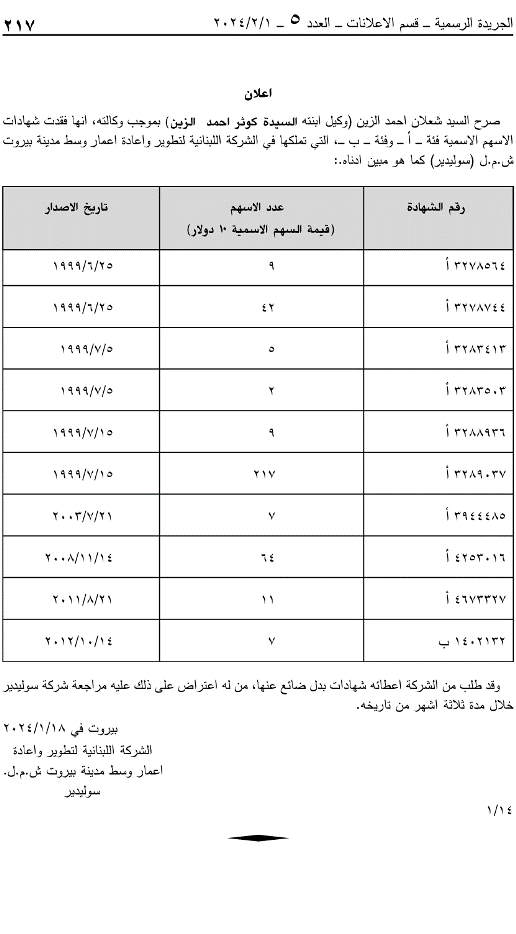 الجريدة الرسمية ــ قسم الاعلانات ــ العدد ٥ ــ ٢٠٢٤/٢/١
٢١٧
اعلان
صرح السيد شعلان احمد الزين (وكيل ابنته السيدة كوثر احمد الزين) بموجب وكالته، انها فقدت شهادات
الاسهم الاسمية فئة ــ أ ــ وفئة ــ ب ــ، التي تملكها في الشركة اللبنانية لتطوير واعادة اعمار وسط مدينة بيروت
ش.م.ل (سوليدير) كما هو مبين ادناه.:
رقم الشهادة عدد الاسهم تاريخ الاصدار
(قيمة السهم الاسمية ١٠ دولار)
٣٢٧٨٥٦٤ أ ٩ ١٩٩٩/٦/٢٥
٣٢٧٨٧٤٤ أ ٤٢ ١٩٩٩/٦/٢٥
٣٢٨٣٤١٣ أ ٥ ١٩٩٩/٧/٥
٣٢٨٣٥٠٣ أ ٢ ١٩٩٩/٧/٥
٣٢٨٨٩٣٦ أ ٩ ١٩٩٩/٧/١٥
٣٢٨٩٠٣٧ أ ٢١٧ ١٩٩٩/٧/١٥
٣٩٤٤٤٨٥ أ ٧ ٢٠٠٣/٧/٢١
٤٢٥٣٠١٦ أ ٦٤ ٢٠٠٨/١١/١٤
٤٦٧٣٣٢٧ أ ١١ ٢٠١١/٨/٢١
١٤٠٢١٣٢ ب ٧ ٢٠١٢/١٠/١٤
وقد طلب من الشركة اعطائه شهادات بدل ضائع عنها، من له اعتراض على ذلك عليه مراجعة شركة سوليدير
خلال مدة ثلاثة اشهر من تاريخه.
بيروت في ٢٠٢٤/١/١٨
الشركة اللبنانية لتطوير واعادة
اعمار وسط مدينة بيروت ش.م.ل.
سوليدير
١/١٤